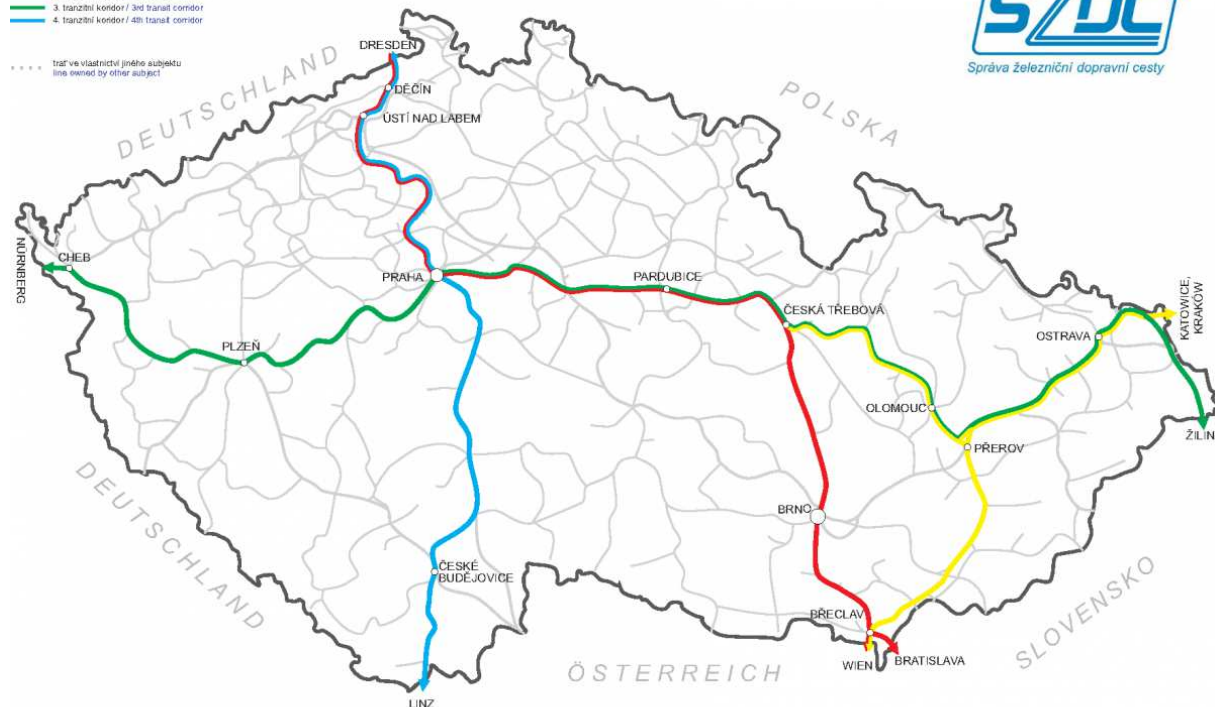 3. tranzitní koridor / 3rd transit corridor
4. tranzitní koridor / 4th transit corridor
trať ve vlastnictví jiného subjektu
line owned by other subject
SŽDC
Správa železniční dopravní cesty
DEUTSCHLAND
POLSKA
DRESDEN
DĚČÍN
ÚSTÍ NAD LABEM
NÜRNBERG
CHEB
PRAHA
PARDUBICE
ČESKÁ TŘEBOVÁ
KATOWICE,
KRAKÓW
OSTRAVA
PLZEŇ
OLOMOUC
ŽILIN
PŘEROV
DEUTSCHLAND
BRNO
ČESKÉ
BUDĚJOVICE
SLOVENSKO
BŘECLAV
WIEN
BRATISLAVA
ÖSTERREICH
LINZ